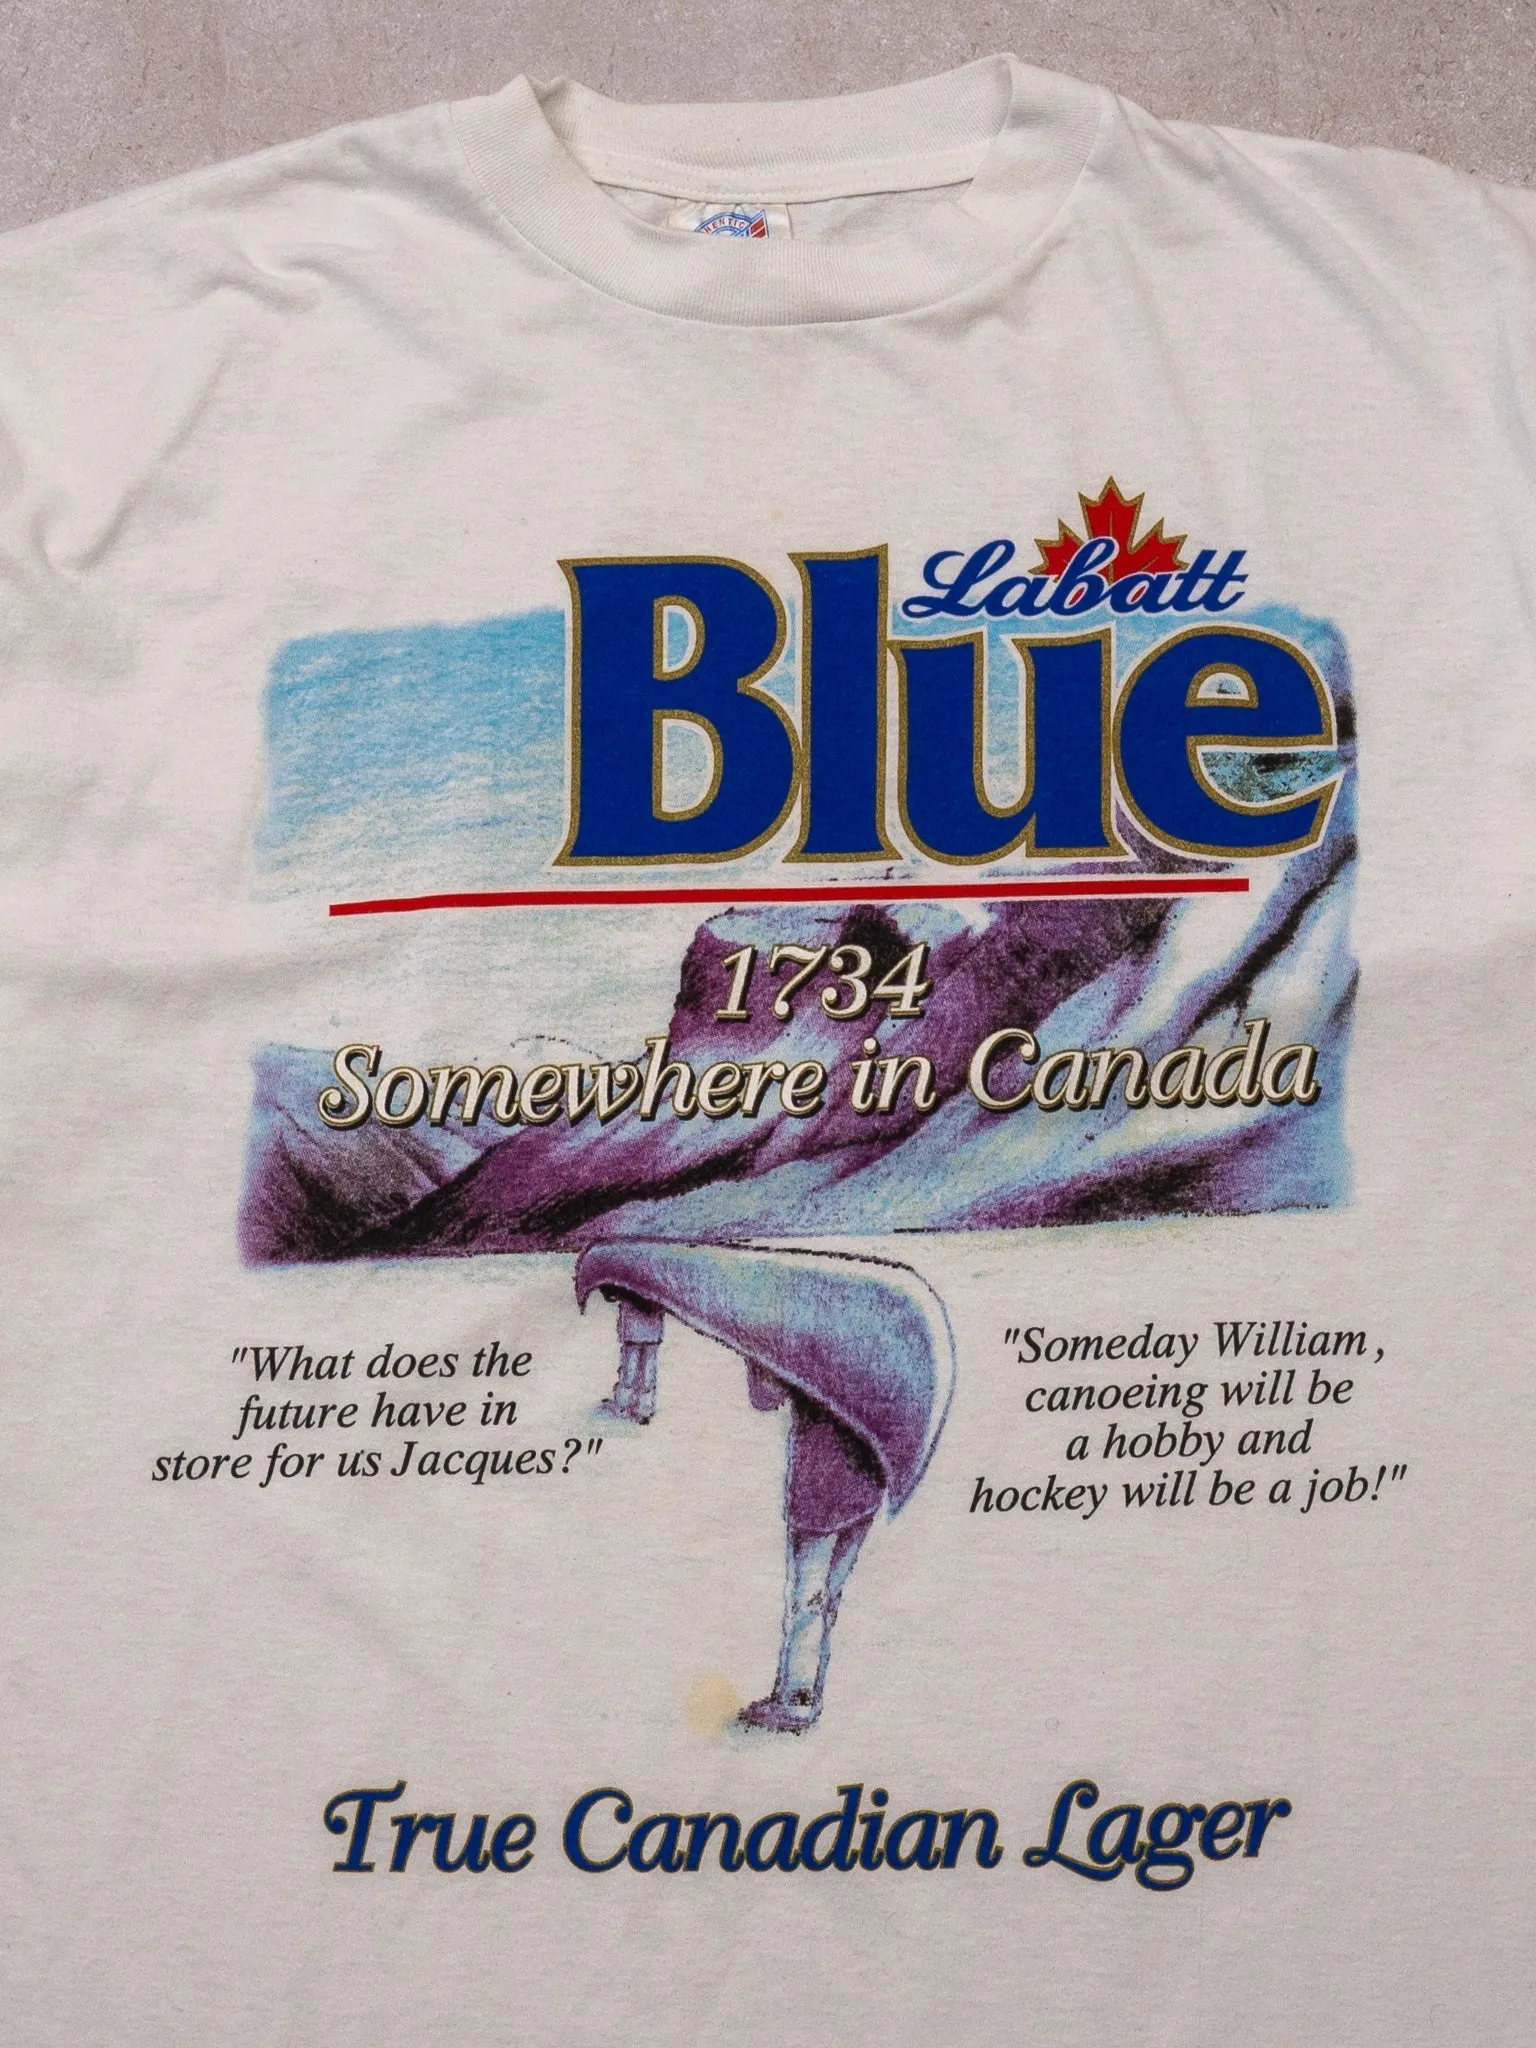 HENTIC
Labatt
Blue
1734
Somewhere in Canada
"What does the
future have in
store for us Jacques?"
"Someday William,
canoeing will be
a hobby and
hockey will be a job!"
True Canadian Lager